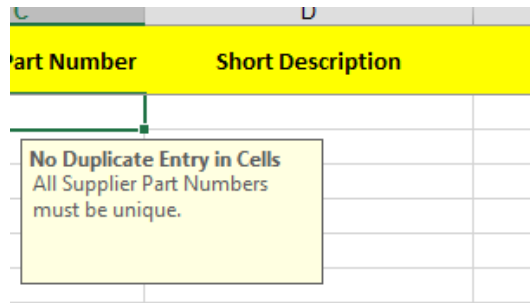 C D
Part Number Short Description
No Duplicate Entry in Cells
All Supplier Part Numbers
must be unique.